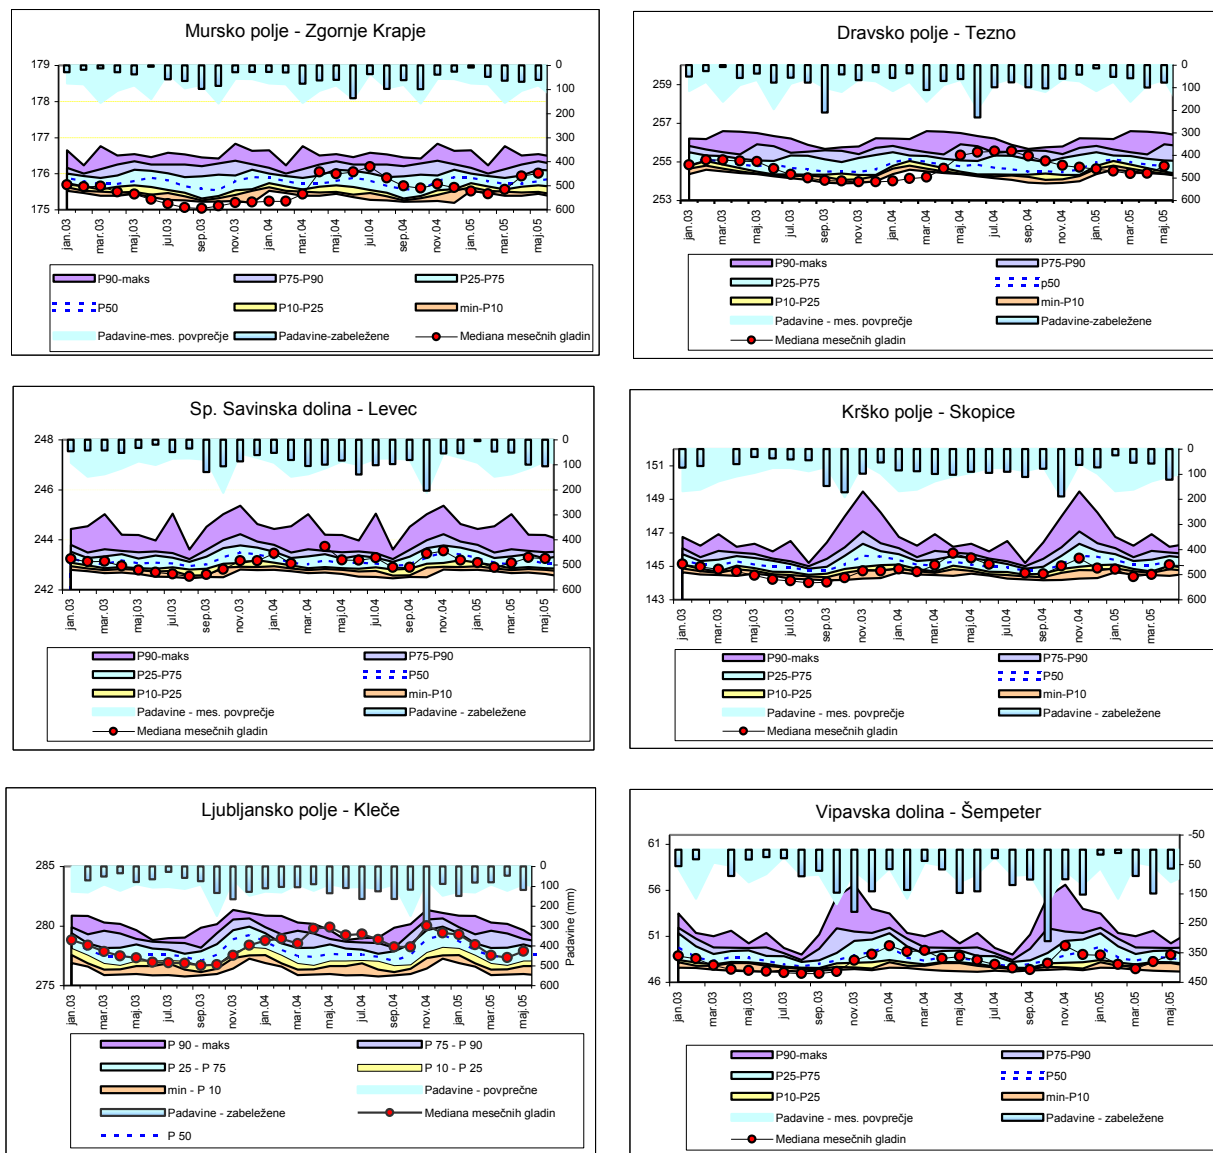 Mursko polje - Zgornje Krapje
179
178
177
176
175
0
100
200
300
400
500
600
jan.03
mar.03
maj.03
jul.03
sep.03
nov.03
jan.04
mar.04
maj.04
jul.04
sep.04
nov.04
jan.05
mar.05
maj.05
P90-maks P75-P90 P25-P75
P50 P10-P25 min-P10
Padavine-mes. povprečje Padavine-zabeležene Mediana mesečnih gladin
Dravsko polje - Tezno
259
257
255
253
0
100
200
300
400
500
600
jan.03
mar.03
maj.03
jul.03
sep.03
nov.03
jan.04
mar.04
maj.04
jul.04
sep.04
nov.04
jan.05
mar.05
maj.05
P90-maks P75-P90
P25-P75 p50
P10-P25 min-P10
Padavine - mes. povprečje Padavine-zabeležene
Mediana mesečnih gladin
Sp. Savinska dolina - Levec
248
246
244
242
0
100
200
300
400
500
600
jan.03
mar.03
maj.03
jul.03
sep.03
nov.03
jan.04
mar.04
maj.04
jul.04
sep.04
nov.04
jan.05
mar.05
maj.05
P90-maks P75-P90
P25-P75 P50
P10-P25 min-P10
Padavine - mes. povprečje Padavine - zabeležene
Mediana mesečnih gladin
Krško polje - Skopice
151
149
147
145
143
0
100
200
300
400
500
600
jan.03
mar.03
maj.03
jul.03
sep.03
nov.03
jan.04
mar.04
maj.04
jul.04
sep.04
nov.04
jan.05
mar.05
P90-maks P75-P90
P25-P75 P50
P10-P25 min-P10
Padavine - mes. povprečje Padavine - zabeležene
Mediana mesečnih gladin
Ljubljansko polje - Kleče
285
280
275
0
100
200
300
400
500
600
Padavine (mm)
jan.03
mar.03
maj.03
jul.03
sep.03
nov.03
jan.04
mar.04
maj.04
jul.04
sep.04
nov.04
jan.05
mar.05
maj.05
P 90 - maks P 75 - P 90
P 25 - P 75 P 10 - P 25
min - P 10 Padavine - povprečne
Padavine - zabeležene Mediana mesečnih gladin
P 50
Vipavska dolina - Šempeter
61
56
51
46
-50
50
150
250
350
450
jan.03
mar.03
maj.03
jul.03
sep.03
nov.03
jan.04
mar.04
maj.04
jul.04
sep.04
nov.04
jan.05
mar.05
maj.05
P90-maks P75-P90
P25-P75 P50
P10-P25 min-P10
Padavine - mes. povprečje Padavine - zabeležene
Mediana mesečnih gladin